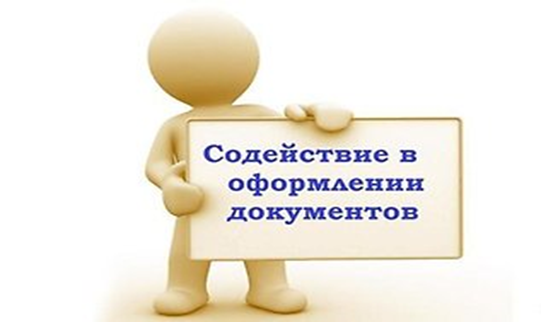 Содействие в
оформлении
документов